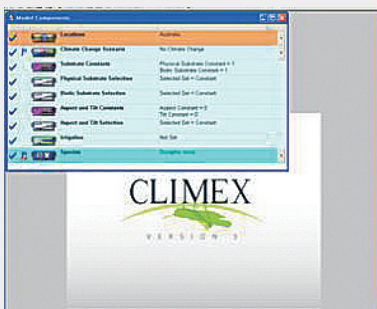 Model Components
Locations Australia
Climate Change Scenario No Climate Change
Substrate Constants Physical Substrate Constant = 1
Biotic Substrate Constant = 1
Physical Substrate Selection Selected Set = Constant
Biotic Substrate Selection Selected Set = Constant
Aspect and Tilt Constants Aspect Constant = 0
Tilt Constant = 0
Aspect and Tilt Selection Selected Set = Constant
Irrigation Not Set
Species
CLIMEX
VERSION 3